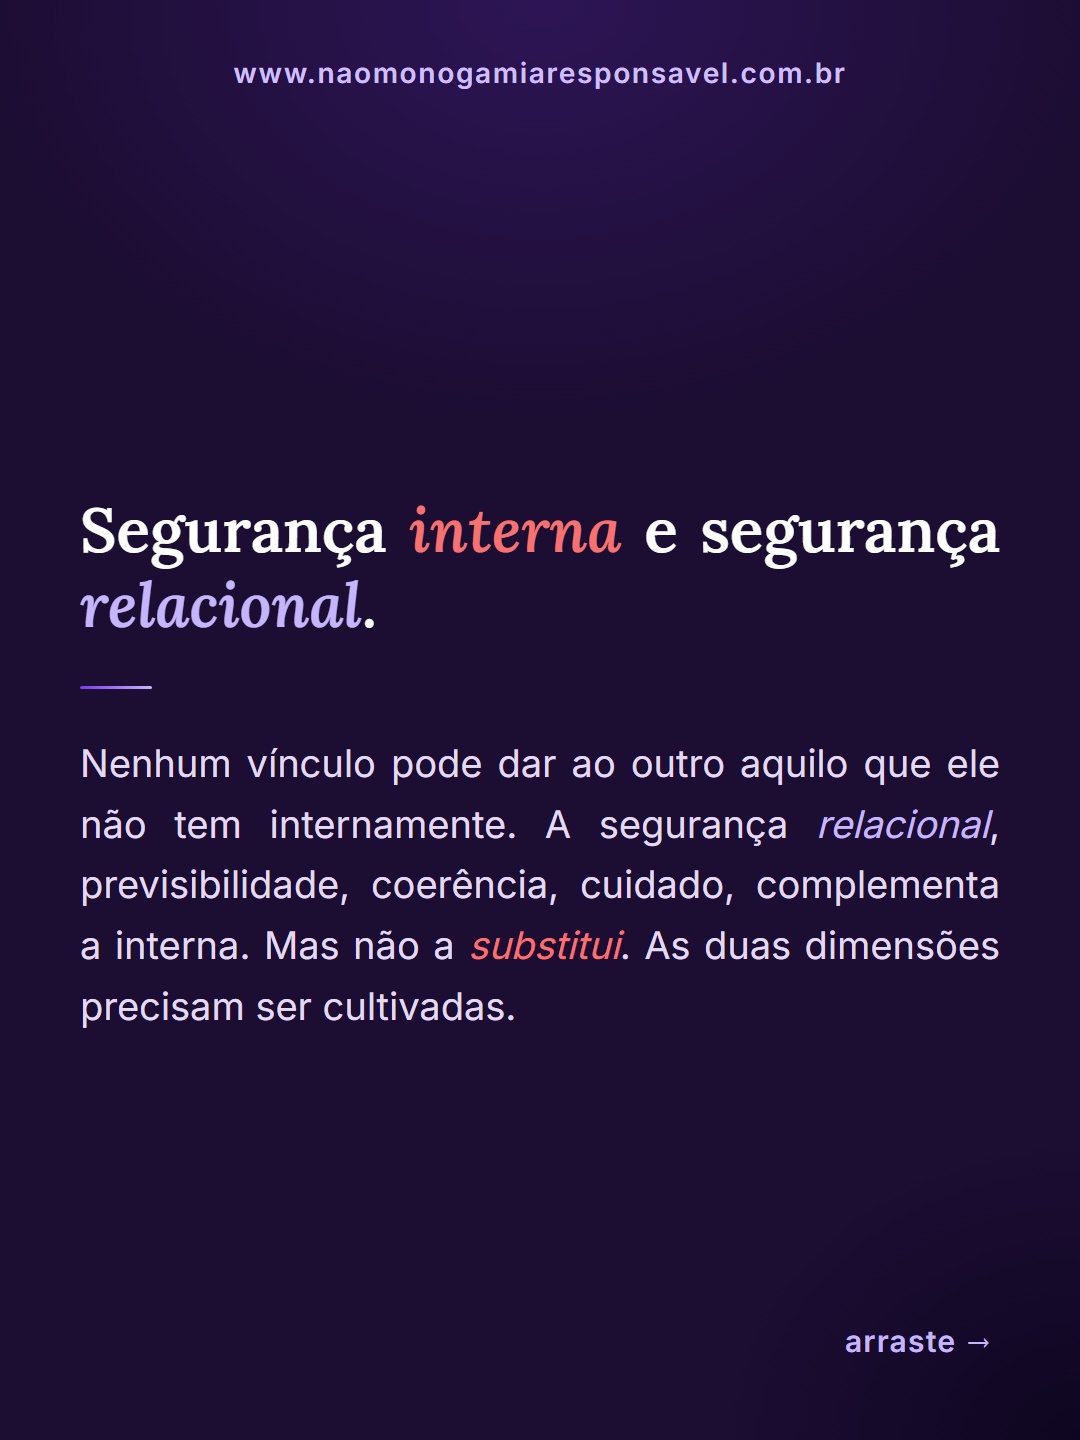 www.naomonogamiaresponsavel.com.br
Segurança interna e segurança
relacional.
Nenhum vínculo pode dar ao outro aquilo que ele
não tem internamente. A segurança relacional,
previsibilidade, coerência, cuidado, complementa
a interna. Mas não a substitui. As duas dimensões
precisam ser cultivadas.
arraste →